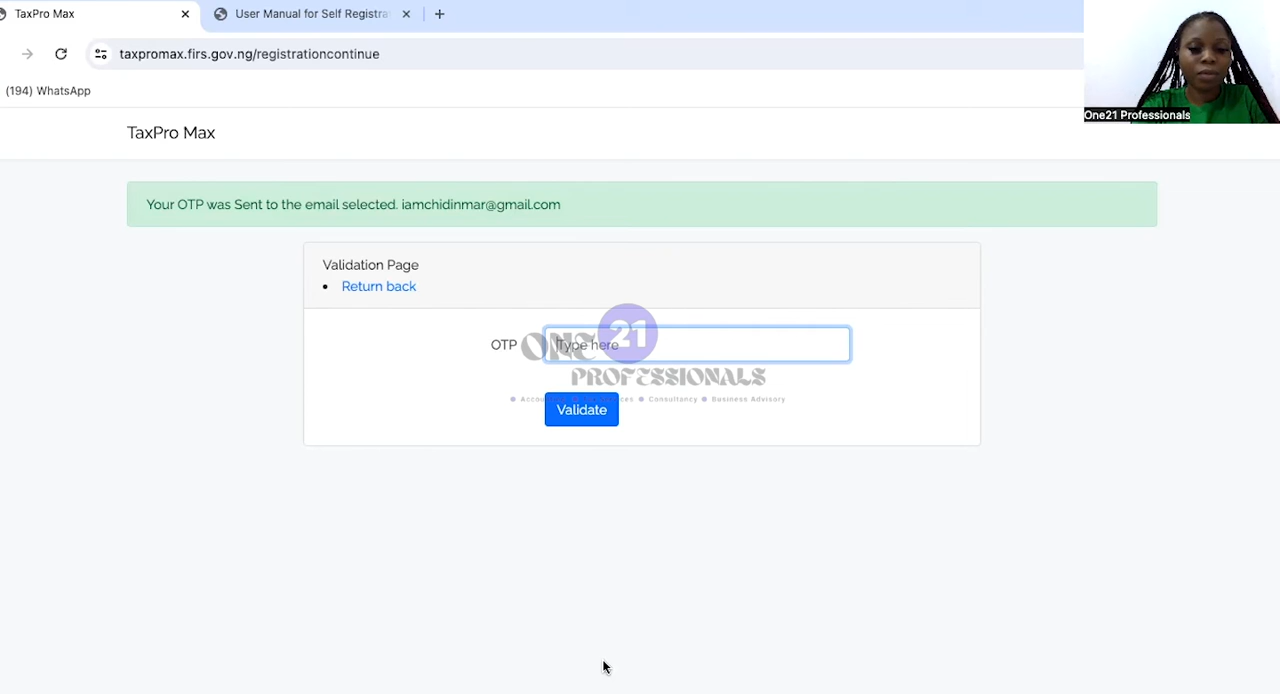 TaxPro Max
User Manual for Self Registra
taxpromax.firs.gov.ng/registrationcontinue
(194) WhatsApp
One21 Professionals
TaxPro Max
Your OTP was Sent to the email selected. iamchidinmar@gmail.com
Validation Page
• Return back
OTP
Type here
ONE 21
PROFESSIONALS
Consultancy • Business Advisory
Validate